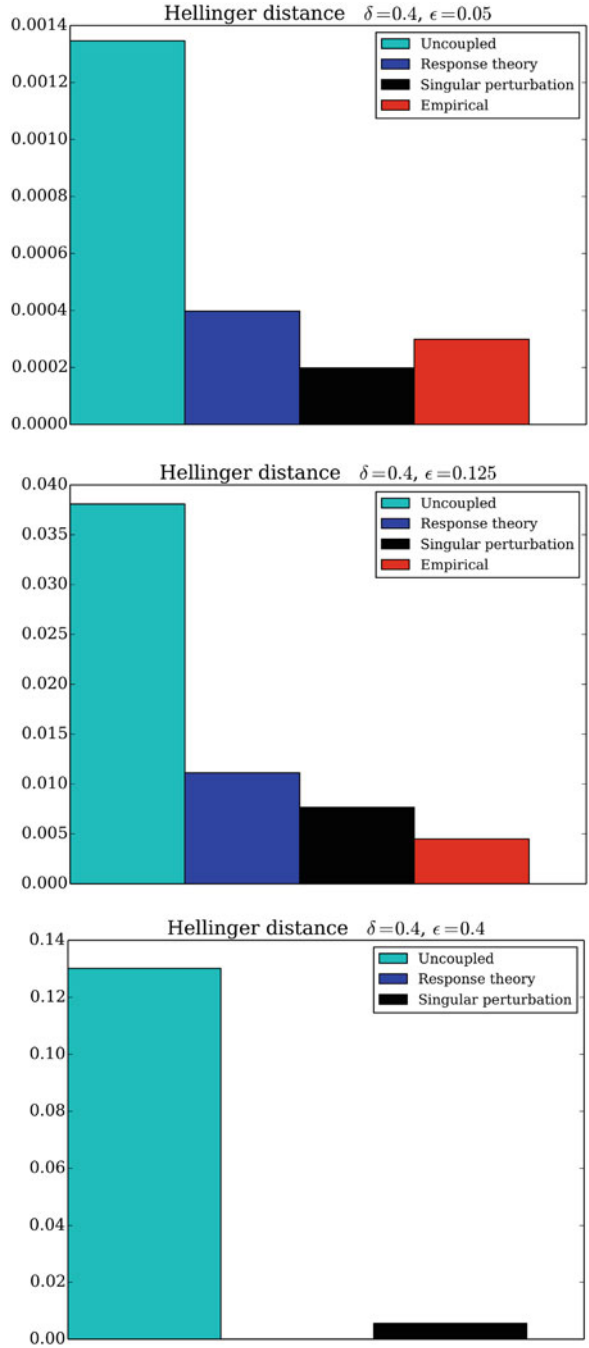 Hellinger distance δ=0.4, ϵ=0.05
0.0014
0.0012
0.0010
0.0008
0.0006
0.0004
0.0002
0.0000
Uncoupled
Response theory
Singular perturbation
Empirical
Hellinger distance δ=0.4, ϵ=0.125
0.040
0.035
0.030
0.025
0.020
0.015
0.010
0.005
0.000
Uncoupled
Response theory
Singular perturbation
Empirical
Hellinger distance δ=0.4, ϵ=0.4
0.14
0.12
0.10
0.08
0.06
0.04
0.02
0.00
Uncoupled
Response theory
Singular perturbation